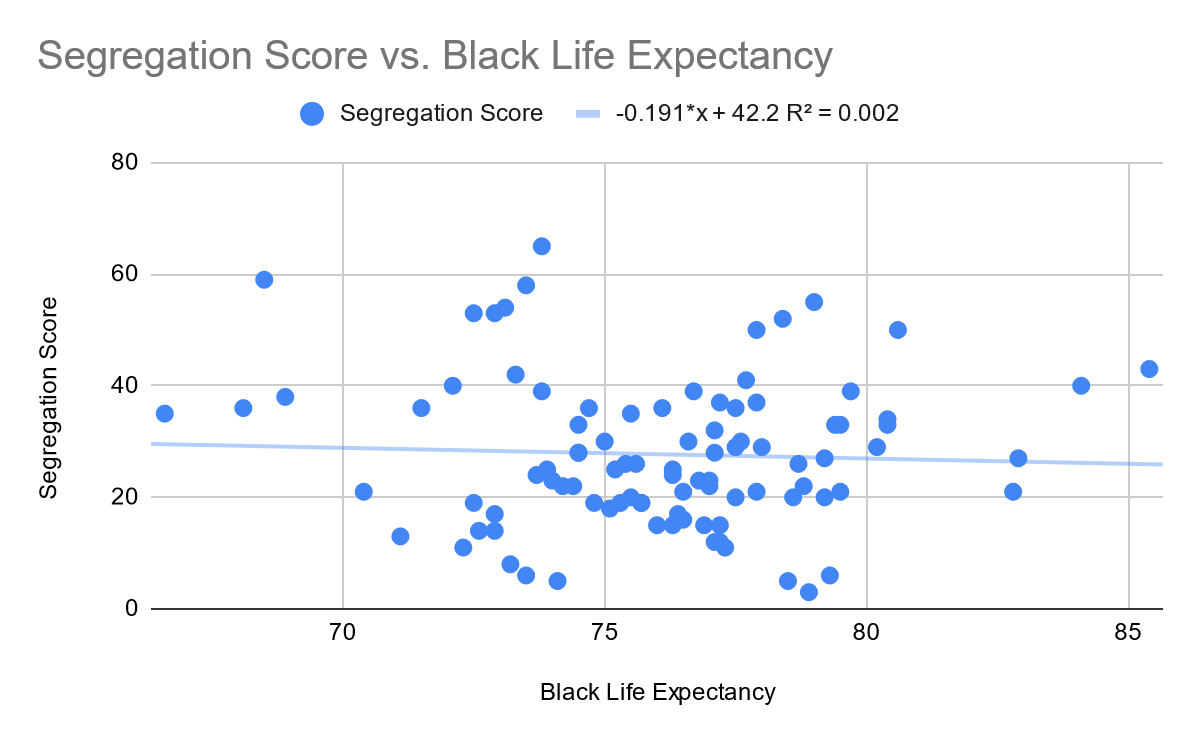 Segregation Score vs. Black Life Expectancy
Segregation Score
-0.191*x + 42.2 R² = 0.002
80
60
40
20
0
Segregation Score
70 75 80 85
Black Life Expectancy